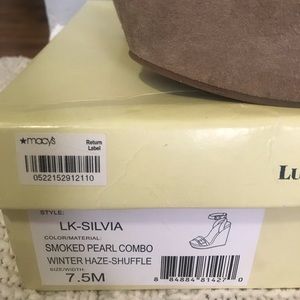 ★macy's
Return
Label
0522152912110
Lu
STYLE:
LK-SILVIA
COLOR/MATERIAL:
SMOKED PEARL COMBO
WINTER HAZE-SHUFFLE
SIZE/WIDTH:
7.5M